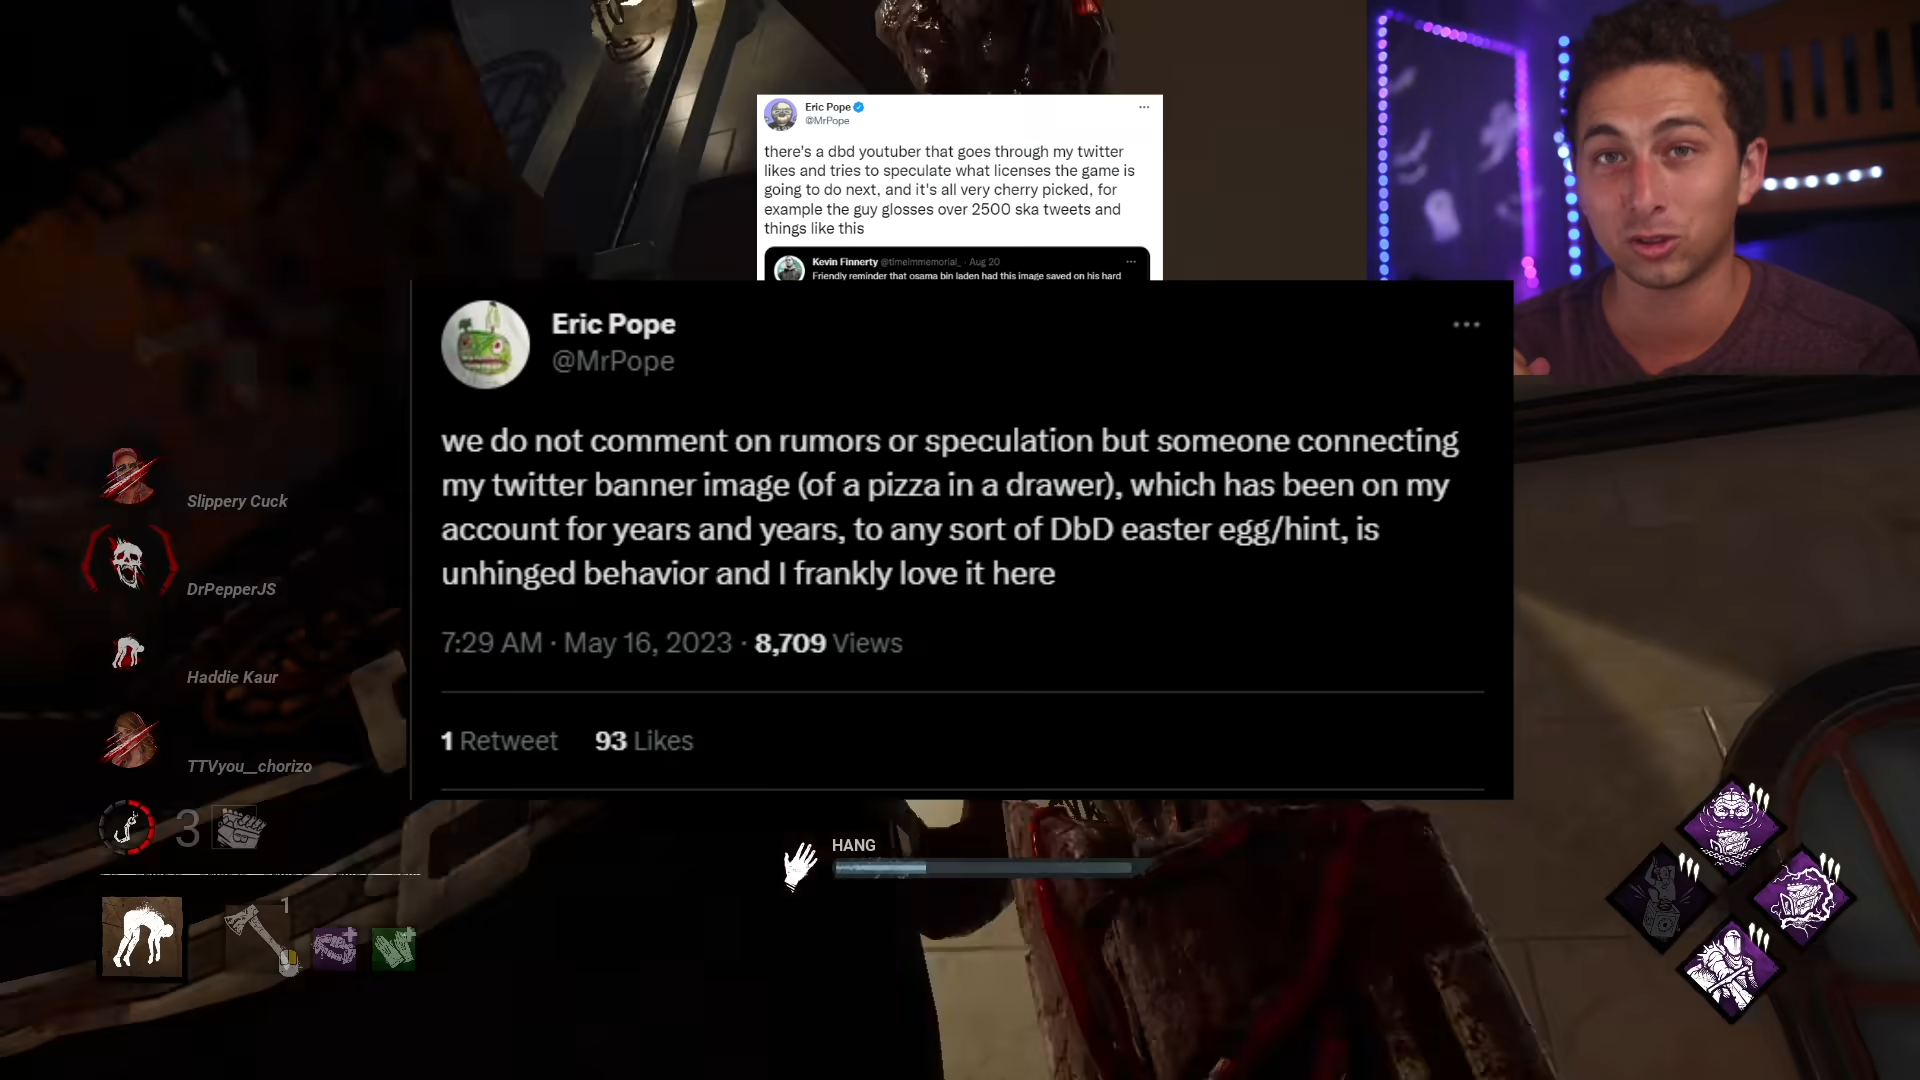 Eric Pope
@MrPope
there's a dbd youtuber that goes through my twitter
likes and tries to speculate what licenses the game is
going to do next, and it's all very cherry picked, for
example the guy glosses over 2500 ska tweets and
things like this
Kevin Finnerty @timeimmemorial_ · Aug 20
Friendly reminder that osama bin laden had this image saved on his hard
Eric Pope
@MrPope
we do not comment on rumors or speculation but someone connecting
my twitter banner image (of a pizza in a drawer), which has been on my
account for years and years, to any sort of DbD easter egg/hint, is
unhinged behavior and I frankly love it here
7:29 AM · May 16, 2023 · 8,709 Views
1 Retweet 93 Likes
Slippery Cuck
DrPepperJS
Haddie Kaur
TTVyou__chorizo
3
1
HANG